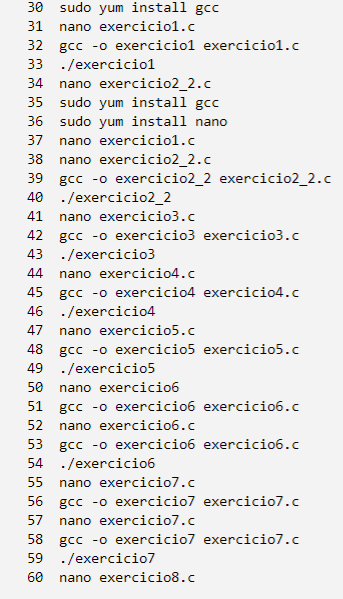 30 sudo yum install gcc
31 nano exercicio1.c
32 gcc -o exercicio1 exercicio1.c
33 ./exercicio1
34 nano exercicio2_2.c
35 sudo yum install gcc
36 sudo yum install nano
37 nano exercicio1.c
38 nano exercicio2_2.c
39 gcc -o exercicio2_2 exercicio2_2.c
40 ./exercicio2_2
41 nano exercicio3.c
42 gcc -o exercicio3 exercicio3.c
43 ./exercicio3
44 nano exercicio4.c
45 gcc -o exercicio4 exercicio4.c
46 ./exercicio4
47 nano exercicio5.c
48 gcc -o exercicio5 exercicio5.c
49 ./exercicio5
50 nano exercicio6
51 gcc -o exercicio6 exercicio6.c
52 nano exercicio6.c
53 gcc -o exercicio6 exercicio6.c
54 ./exercicio6
55 nano exercicio7.c
56 gcc -o exercicio7 exercicio7.c
57 nano exercicio7.c
58 gcc -o exercicio7 exercicio7.c
59 ./exercicio7
60 nano exercicio8.c